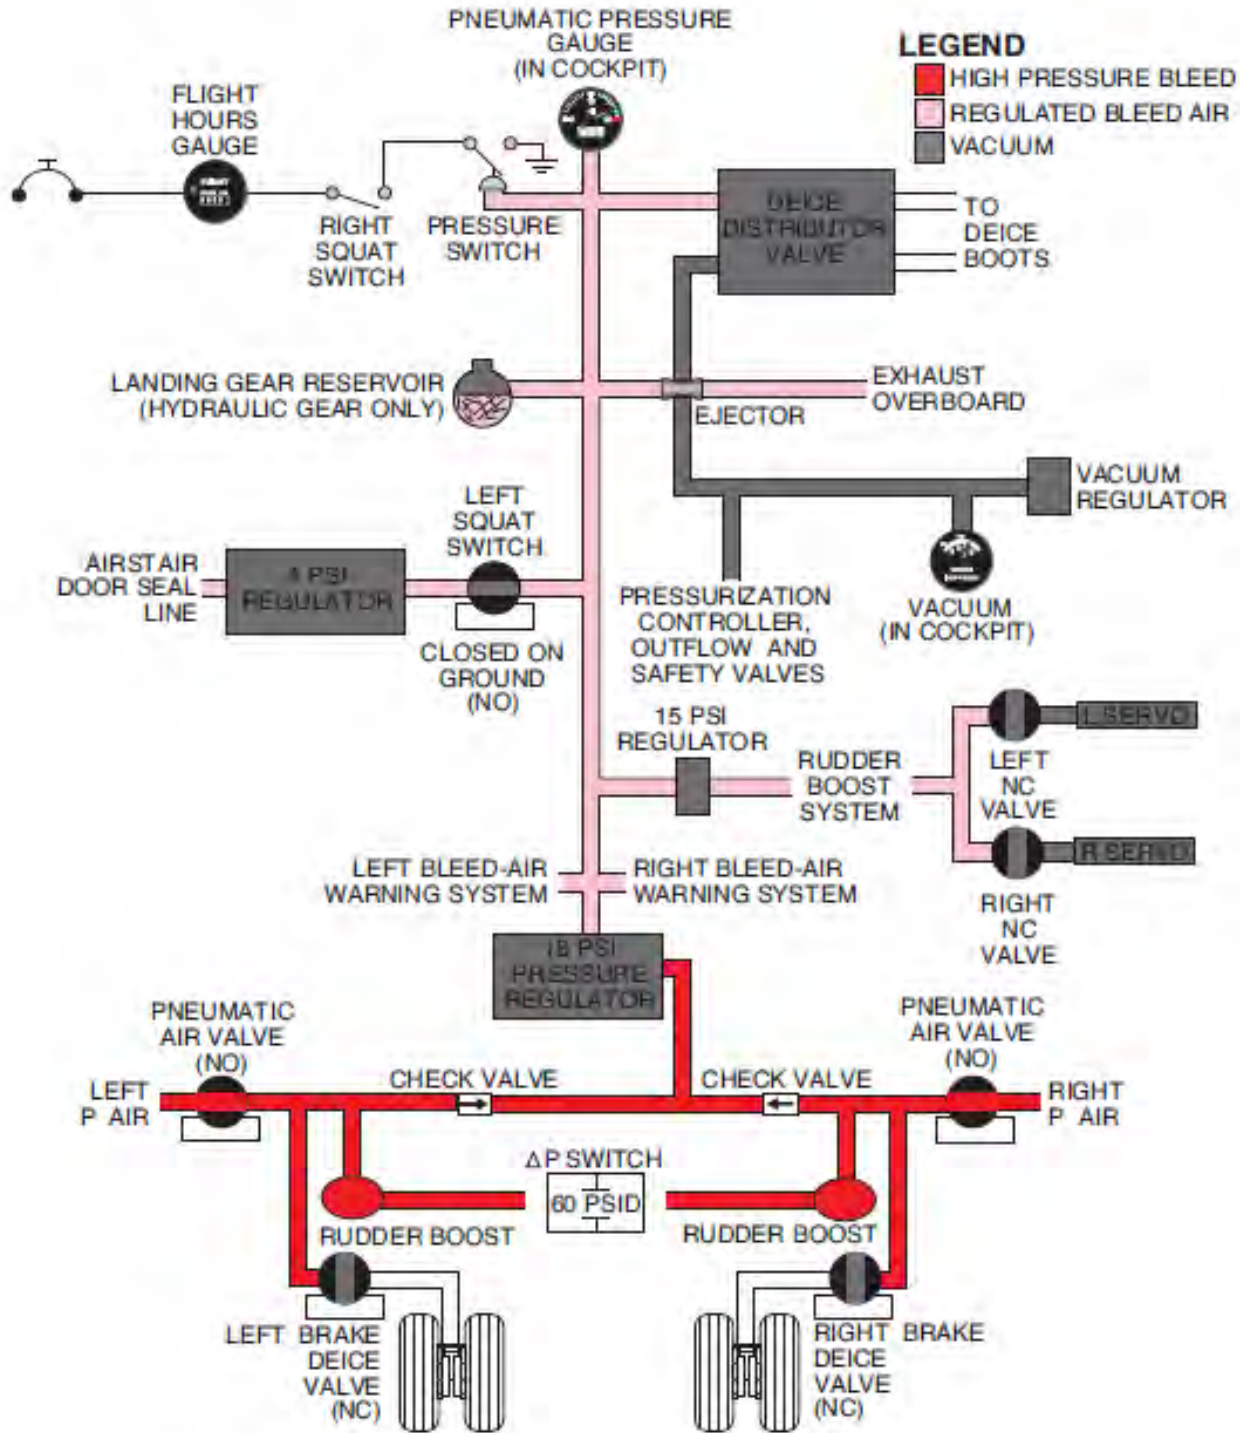 PNEUMATIC PRESSURE
GAUGE
(IN COCKPIT)
LEGEND
HIGH PRESSURE BLEED
REGULATED BLEED AIR
VACUUM
FLIGHT
HOURS
GAUGE
RIGHT
SQUAT
SWITCH
PRESSURE
SWITCH
DEICE
DISTRIBUTOR
VALVE
TO
DEICE
BOOTS
LANDING GEAR RESERVOIR
(HYDRAULIC GEAR ONLY)
EXHAUST
OVERBOARD
EJECTOR
VACUUM
REGULATOR
LEFT
SQUAT
SWITCH
AIRSTAIR
DOOR SEAL
LINE
4 PSI
REGULATOR
CLOSED ON
GROUND
(NO)
PRESSURIZATION
CONTROLLER,
OUTFLOW AND
SAFETY VALVES
VACUUM
(IN COCKPIT)
15 PSI
REGULATOR
RUDDER
BOOST
SYSTEM
L SERVO
LEFT
NC
VALVE
R SERVO
RIGHT
NC
VALVE
LEFT BLEED-AIR
WARNING SYSTEM
RIGHT BLEED-AIR
WARNING SYSTEM
18 PSI
PRESSURE
REGULATOR
PNEUMATIC
AIR VALVE
(NO)
PNEUMATIC
AIR VALVE
(NO)
LEFT
P AIR
CHECK VALVE
CHECK VALVE
RIGHT
P AIR
ΔP SWITCH
60 PSID
RUDDER BOOST
RUDDER BOOST
LEFT BRAKE
DEICE
VALVE
(NC)
RIGHT BRAKE
DEICE
VALVE
(NC)